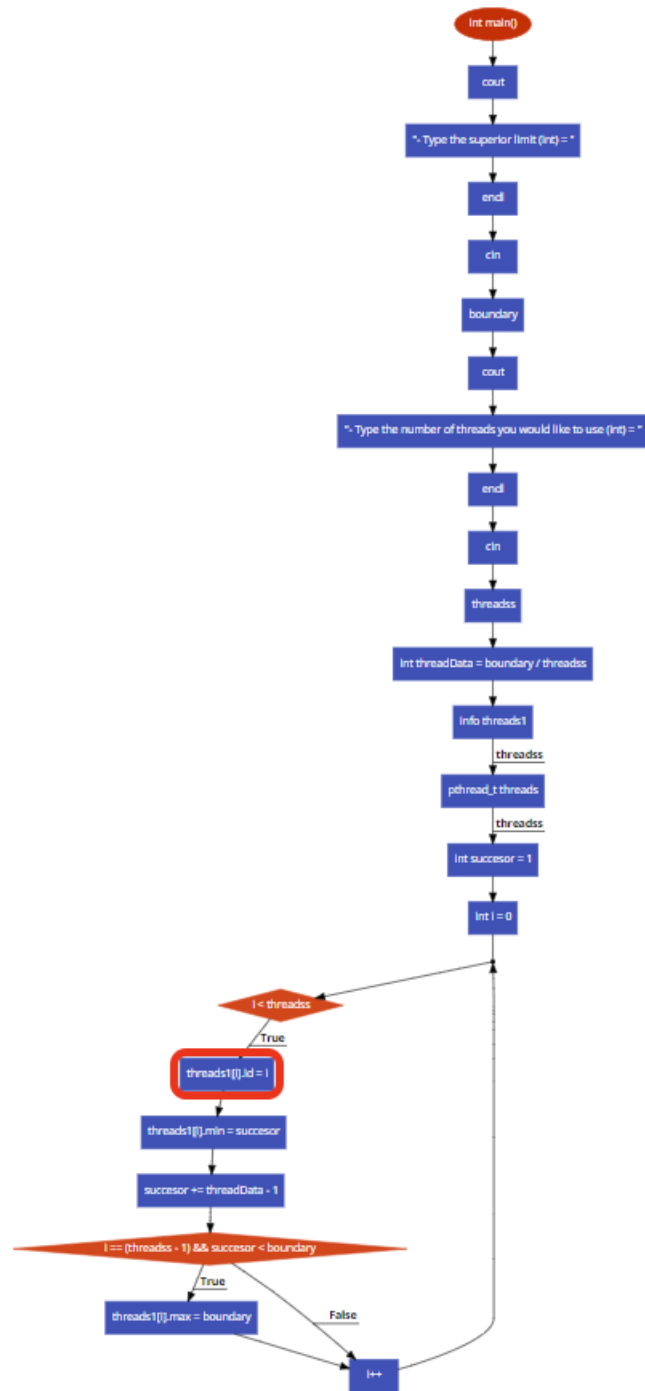 int main()
cout
"- Type the superior limit (int) = "
endl
cin
boundary
cout
"- Type the number of threads you would like to use (int) = "
endl
cin
threadss
int threadData = boundary / threadss
info threads1
threadss
pthread_t threads
threadss
int succesor = 1
int i = 0
i < threadss
True
threads1[i].id = i
threads1[i].min = succesor
succesor += threadData - 1
i == (threadss - 1) && succesor < boundary
True
False
threads1[i].max = boundary
i++